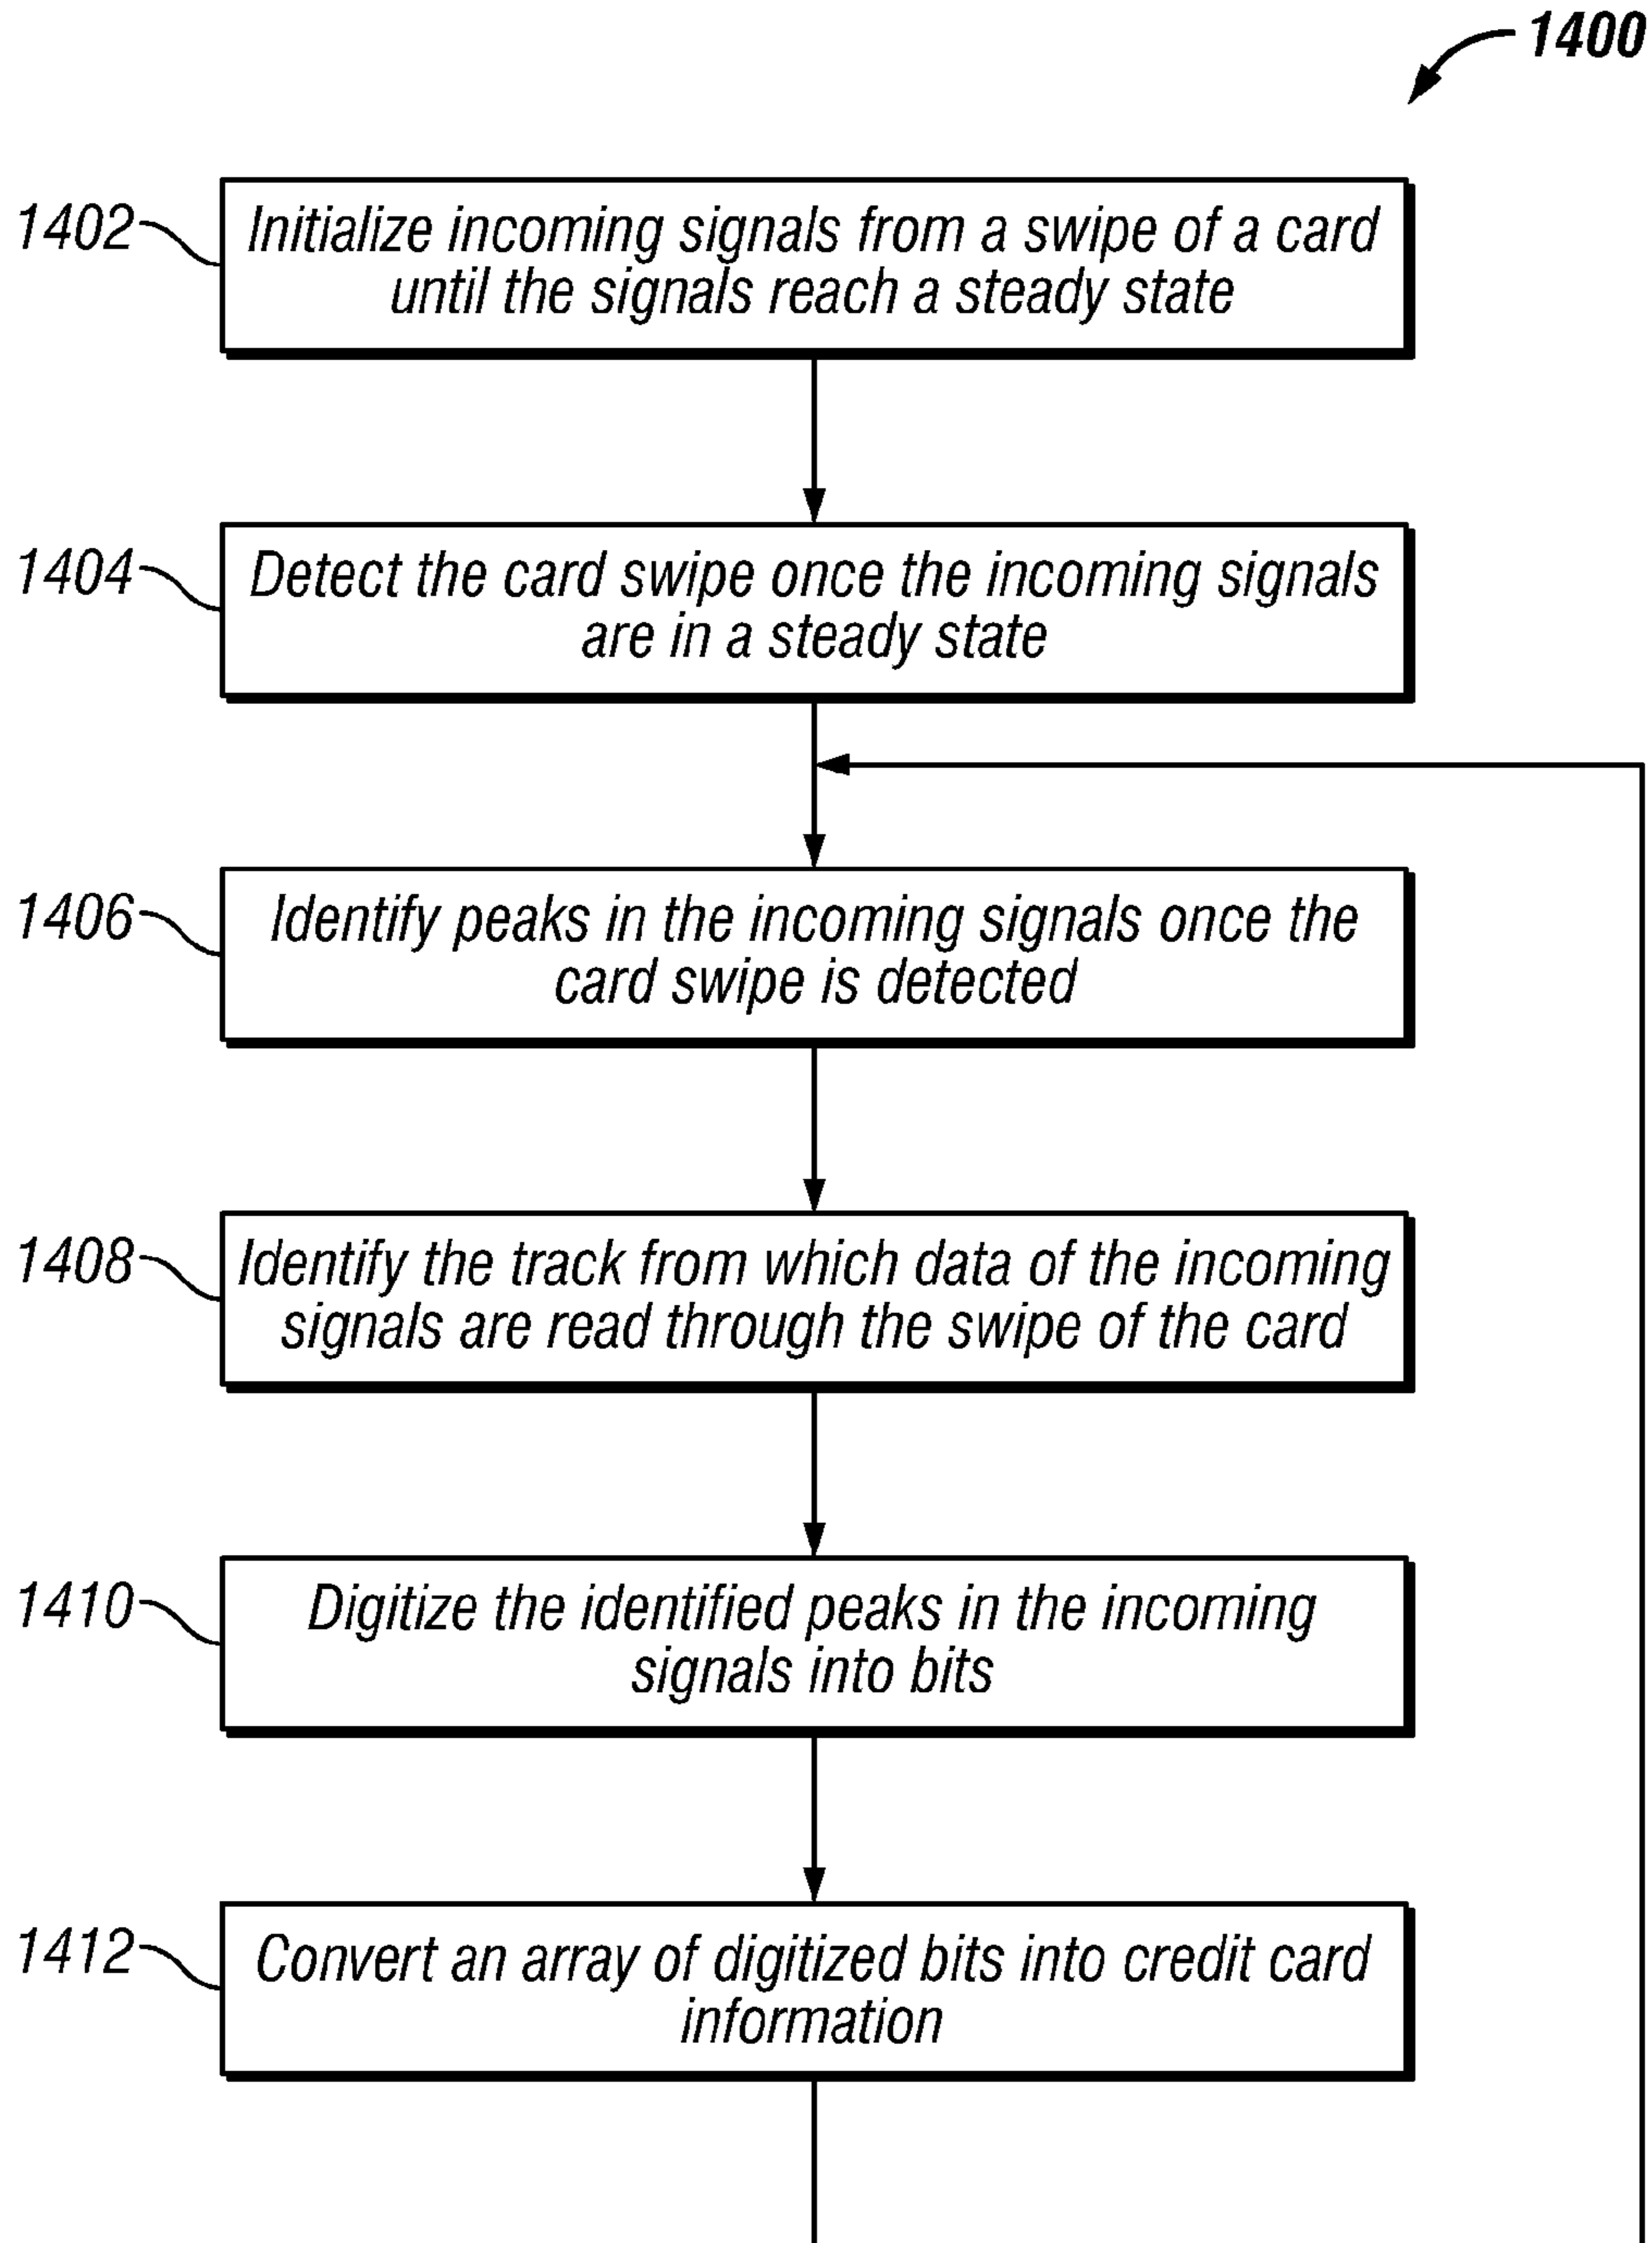 1400
1402
Initialize incoming signals from a swipe of a card
until the signals reach a steady state
1404
Detect the card swipe once the incoming signals
are in a steady state
1406
Identify peaks in the incoming signals once the
card swipe is detected
1408
Identify the track from which data of the incoming
signals are read through the swipe of the card
1410
Digitize the identified peaks in the incoming
signals into bits
1412
Convert an array of digitized bits into credit card
information